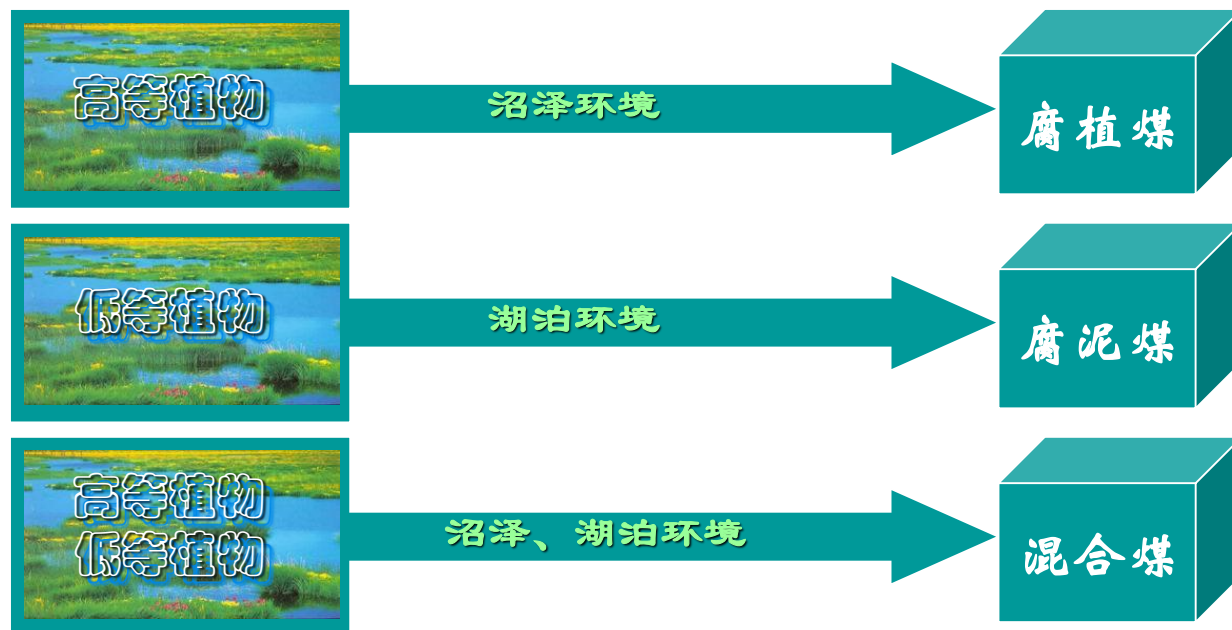 高等植物
沼泽环境
腐植煤
低等植物
湖泊环境
腐泥煤
高等植物
低等植物
沼泽、湖泊环境
混合煤